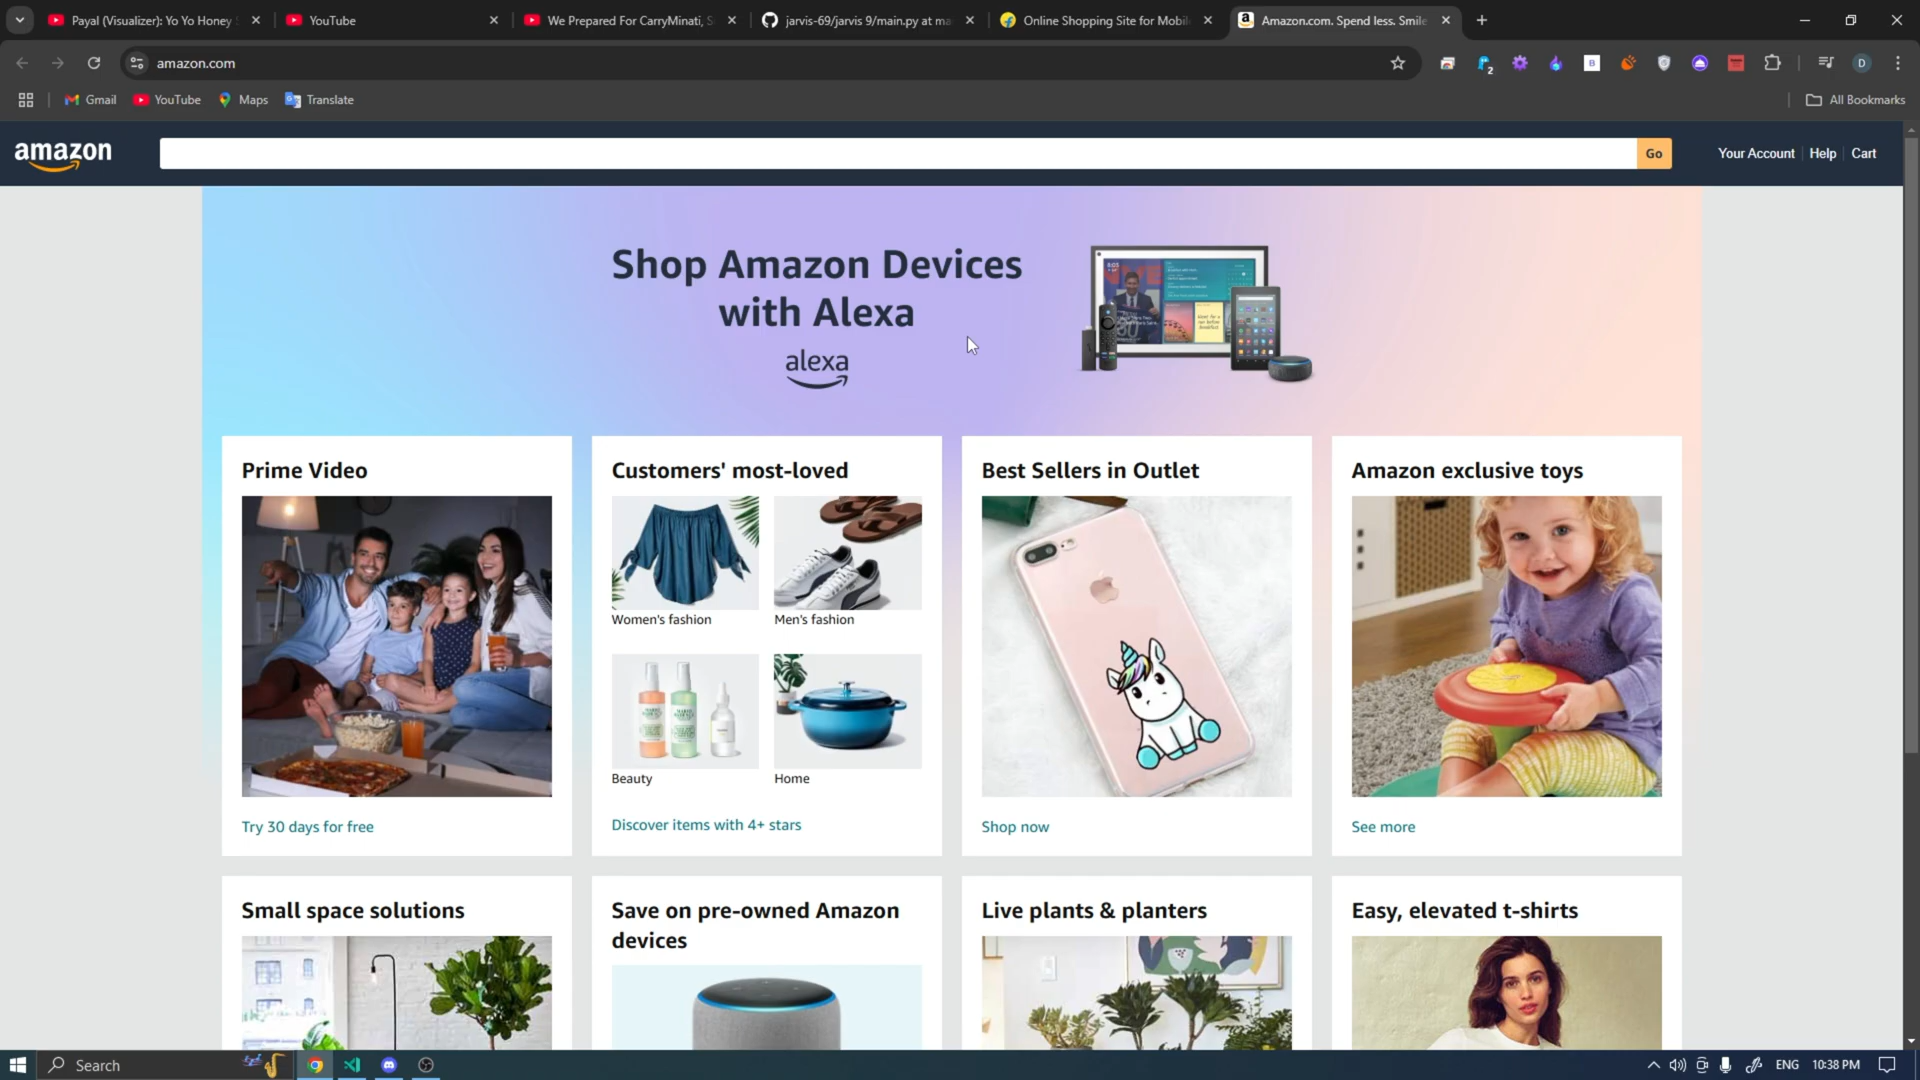 Payal (Visualizer): Yo Yo Honey
YouTube
We Prepared For CarryMinati, S
jarvis-69/jarvis 9/main.py at ma
Online Shopping Site for Mobil
Amazon.com. Spend less. Smile
amazon.com
2
B
D
Gmail
YouTube
Maps
Translate
All Bookmarks
amazon
Go
Your Account
Help
Cart
Shop Amazon Devices
with Alexa
alexa
Prime Video
Try 30 days for free
Customers' most-loved
Women's fashion
Men's fashion
Beauty
Home
Discover items with 4+ stars
Best Sellers in Outlet
Shop now
Amazon exclusive toys
See more
Small space solutions
Save on pre-owned Amazon
devices
Live plants & planters
Easy, elevated t-shirts
Search
ENG
10:38 PM